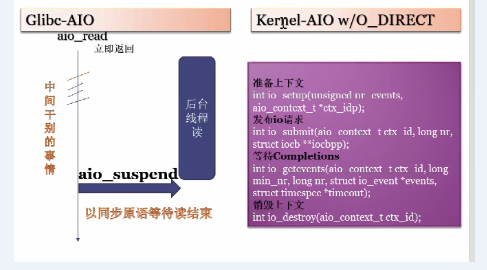 Glibc-AIO
aio_read
立即返回
中间干别的事情
后台
线程
读
aio_suspend
以同步原语等待读结束
Kernel-AIO w/O_DIRECT
准备上下文
int io_setup(unsigned nr_events,
aio_context_t *ctx_idp);
发布io请求
int io_submit(aio_context_t ctx_id, long nr,
struct iocb **iocbpp);
等待Completions
int io_getevents(aio_context_t ctx_id, long
min_nr, long nr, struct io_event *events,
struct timespec *timeout);
销毁上下文
int io_destroy(aio_context_t ctx_id);